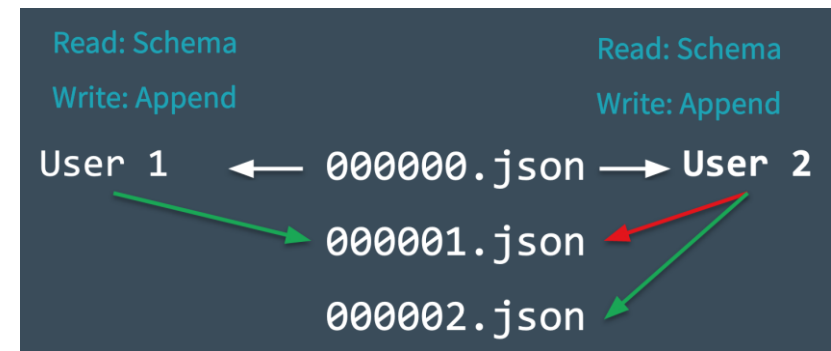 Read: Schema
Write: Append
Read: Schema
Write: Append
User 1
000000.json
User 2
000001.json
000002.json